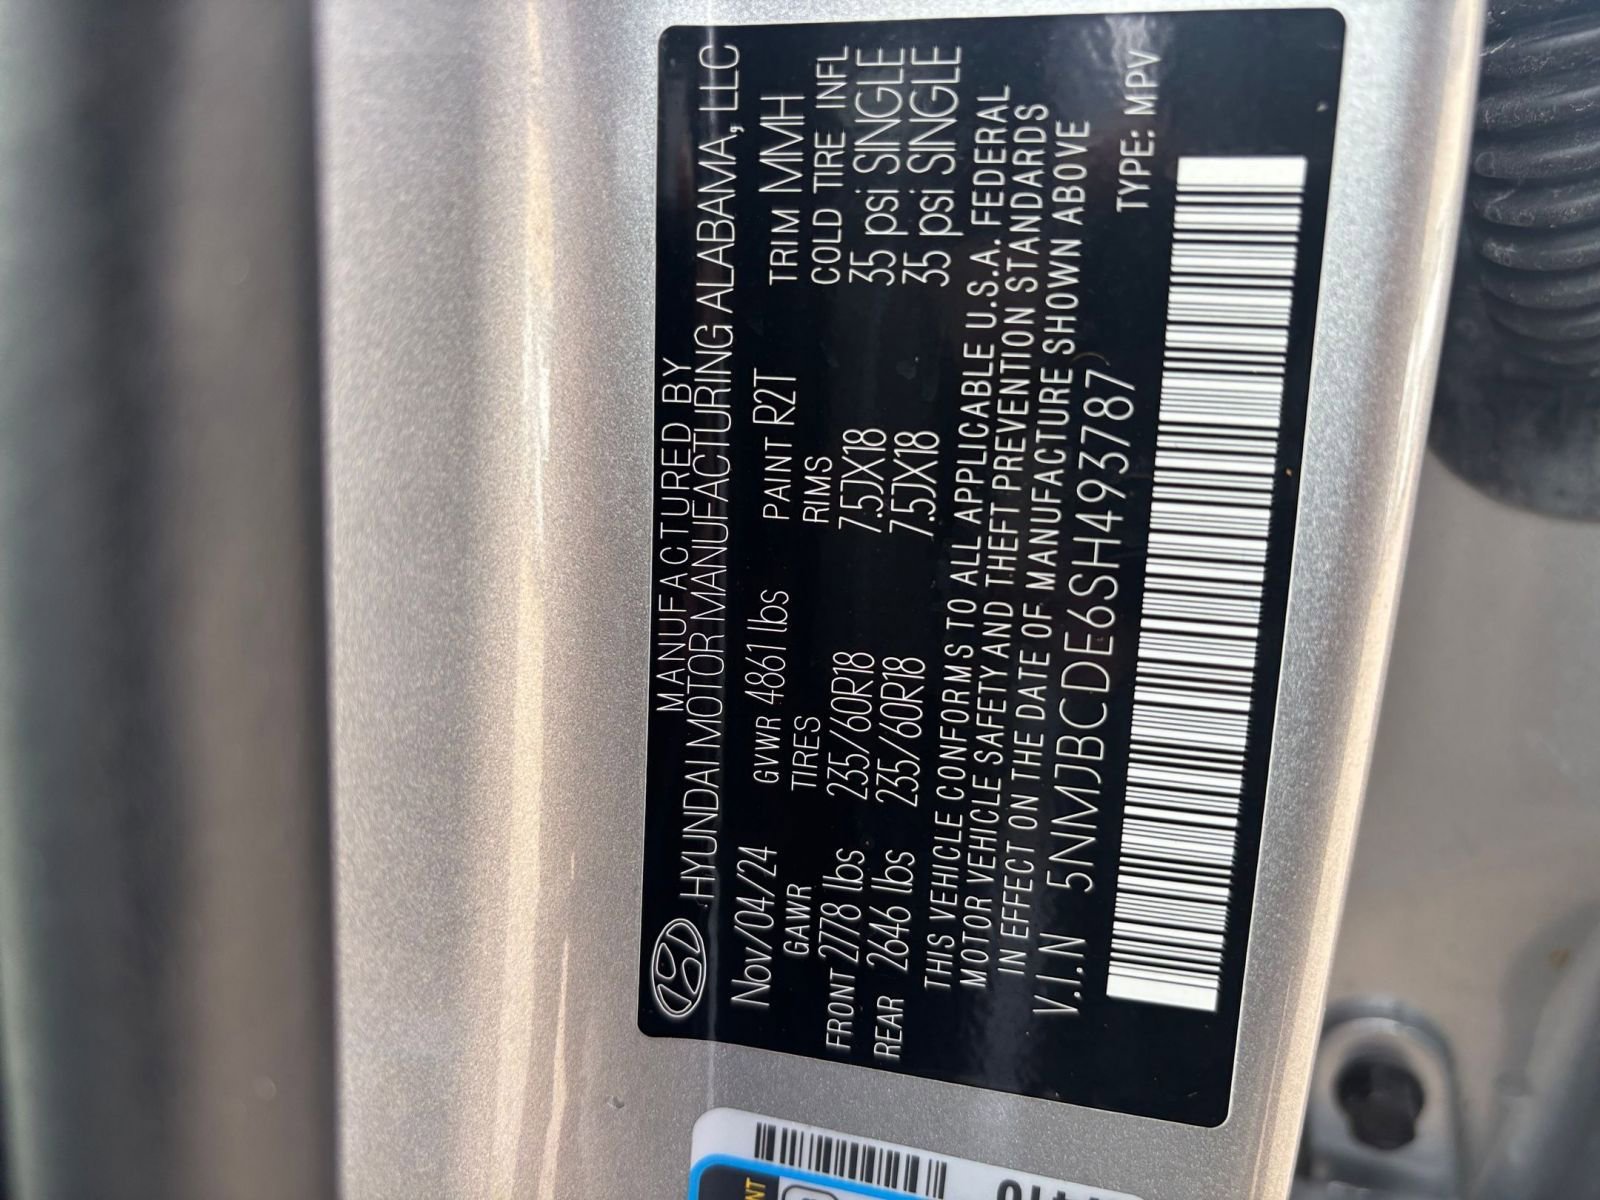 MANUFACTURED BY
HYUNDAI MOTOR MANUFACTURING ALABAMA, LLC
Nov/04/24 GVWR 4861 lbs PAINT R2T TRIM MMH
GAWR TIRES RIMS COLD TIRE INFL
FRONT 2778 lbs 235/60R18 7.5JX18 35 psi SINGLE
REAR 2646 lbs 235/60R18 7.5JX18 35 psi SINGLE
THIS VEHICLE CONFORMS TO ALL APPLICABLE U.S.A. FEDERAL
MOTOR VEHICLE SAFETY AND THEFT PREVENTION STANDARDS
IN EFFECT ON THE DATE OF MANUFACTURE SHOWN ABOVE
V.I.N 5NMJBCDE6SH493787 TYPE: MPV